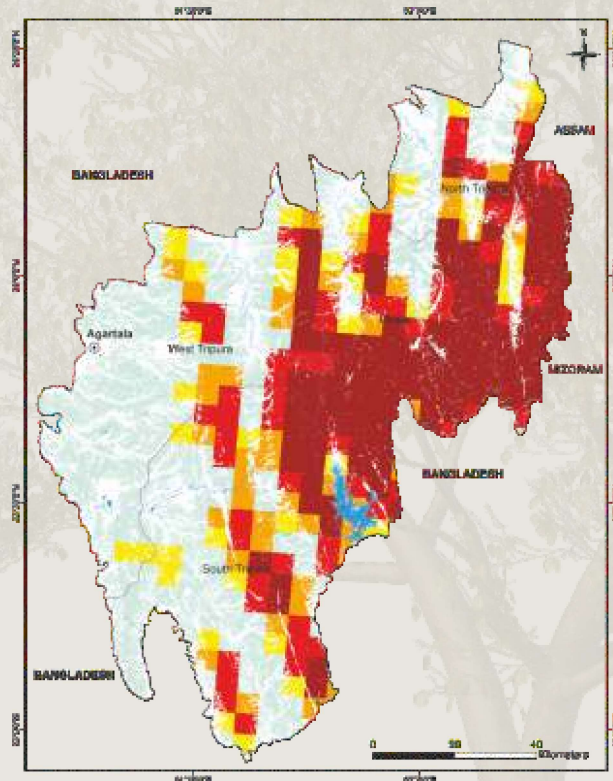 N
ASSAM
BANGLADESH
North Tripura
Agartala
West Tripura
MIZORAM
BANGLADESH
South Tripura
BANGLADESH
0 20 40
Kilometers